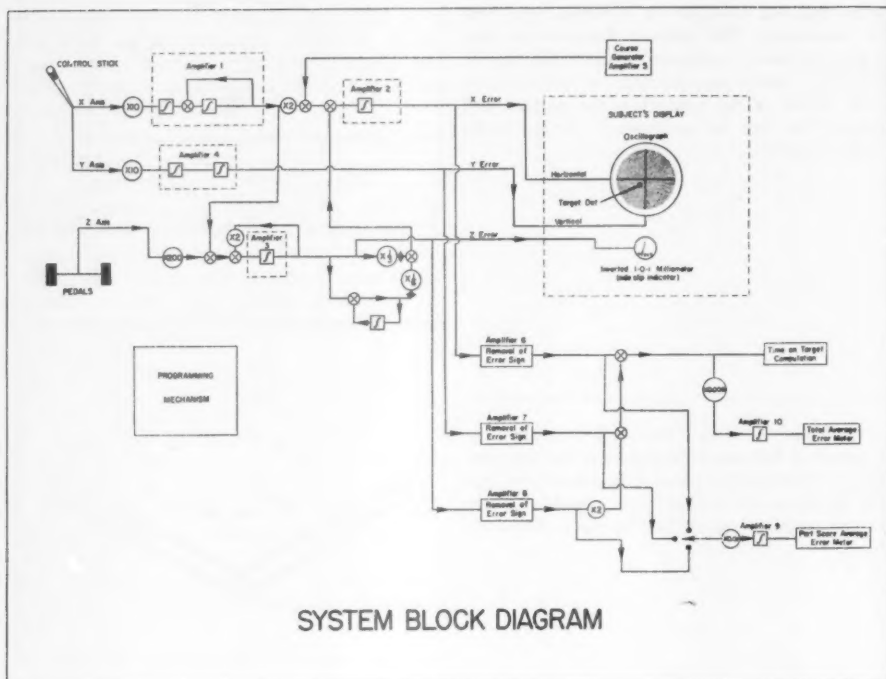 CONTROL STICK
Amplifier 1
X Axis
X10
X2
Amplifier 2
Course
Generator
Amplifier 5
X Error
SUBJECT'S DISPLAY
Oscillograph
Horizontal
Target Dot
Vertical
Amplifier 4
Y Axis
X10
Y Error
Z Axis
X200
X2
Amplifier 3
Z Error
Inverted 1-0-1 Milliameter
(side slip indicator)
PEDALS
PROGRAMMING
MECHANISM
Amplifier 6
Removal of
Error Sign
Time on Target
Computation
Amplifier 7
Removal of
Error Sign
Amplifier 10
Total Average
Error Meter
Amplifier 8
Removal of
Error Sign
X2
Amplifier 9
Part Score Average
Error Meter
SYSTEM BLOCK DIAGRAM